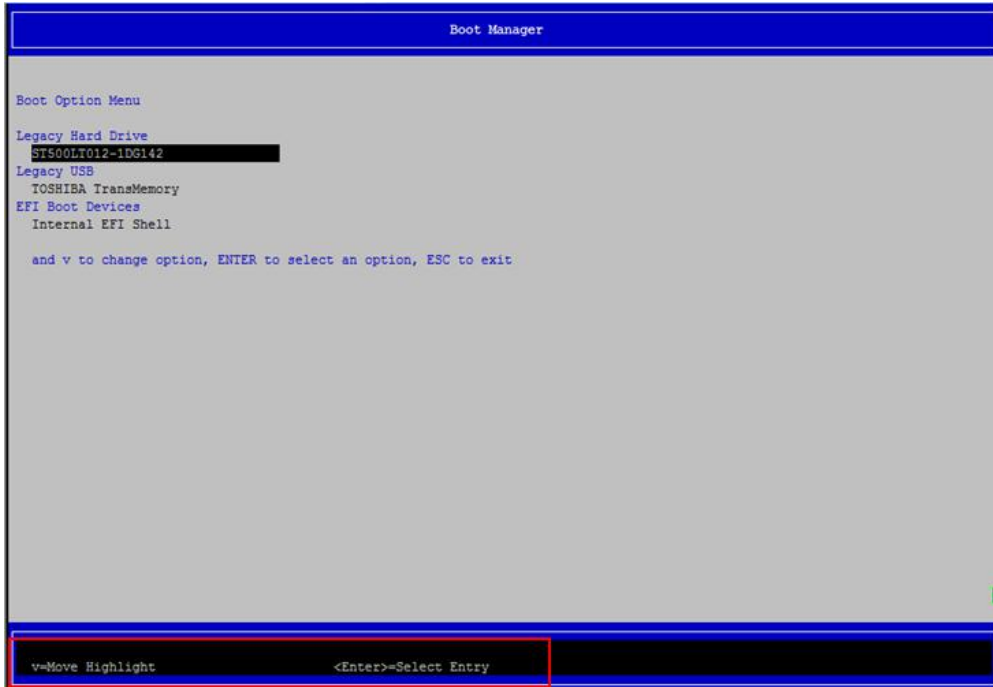 Boot Manager
Boot Option Menu
Legacy Hard Drive
ST500LT012-1DG142
Legacy USB
TOSHIBA TransMemory
EFI Boot Devices
Internal EFI Shell
and v to change option, ENTER to select an option, ESC to exit
v=Move Highlight <Enter>=Select Entry